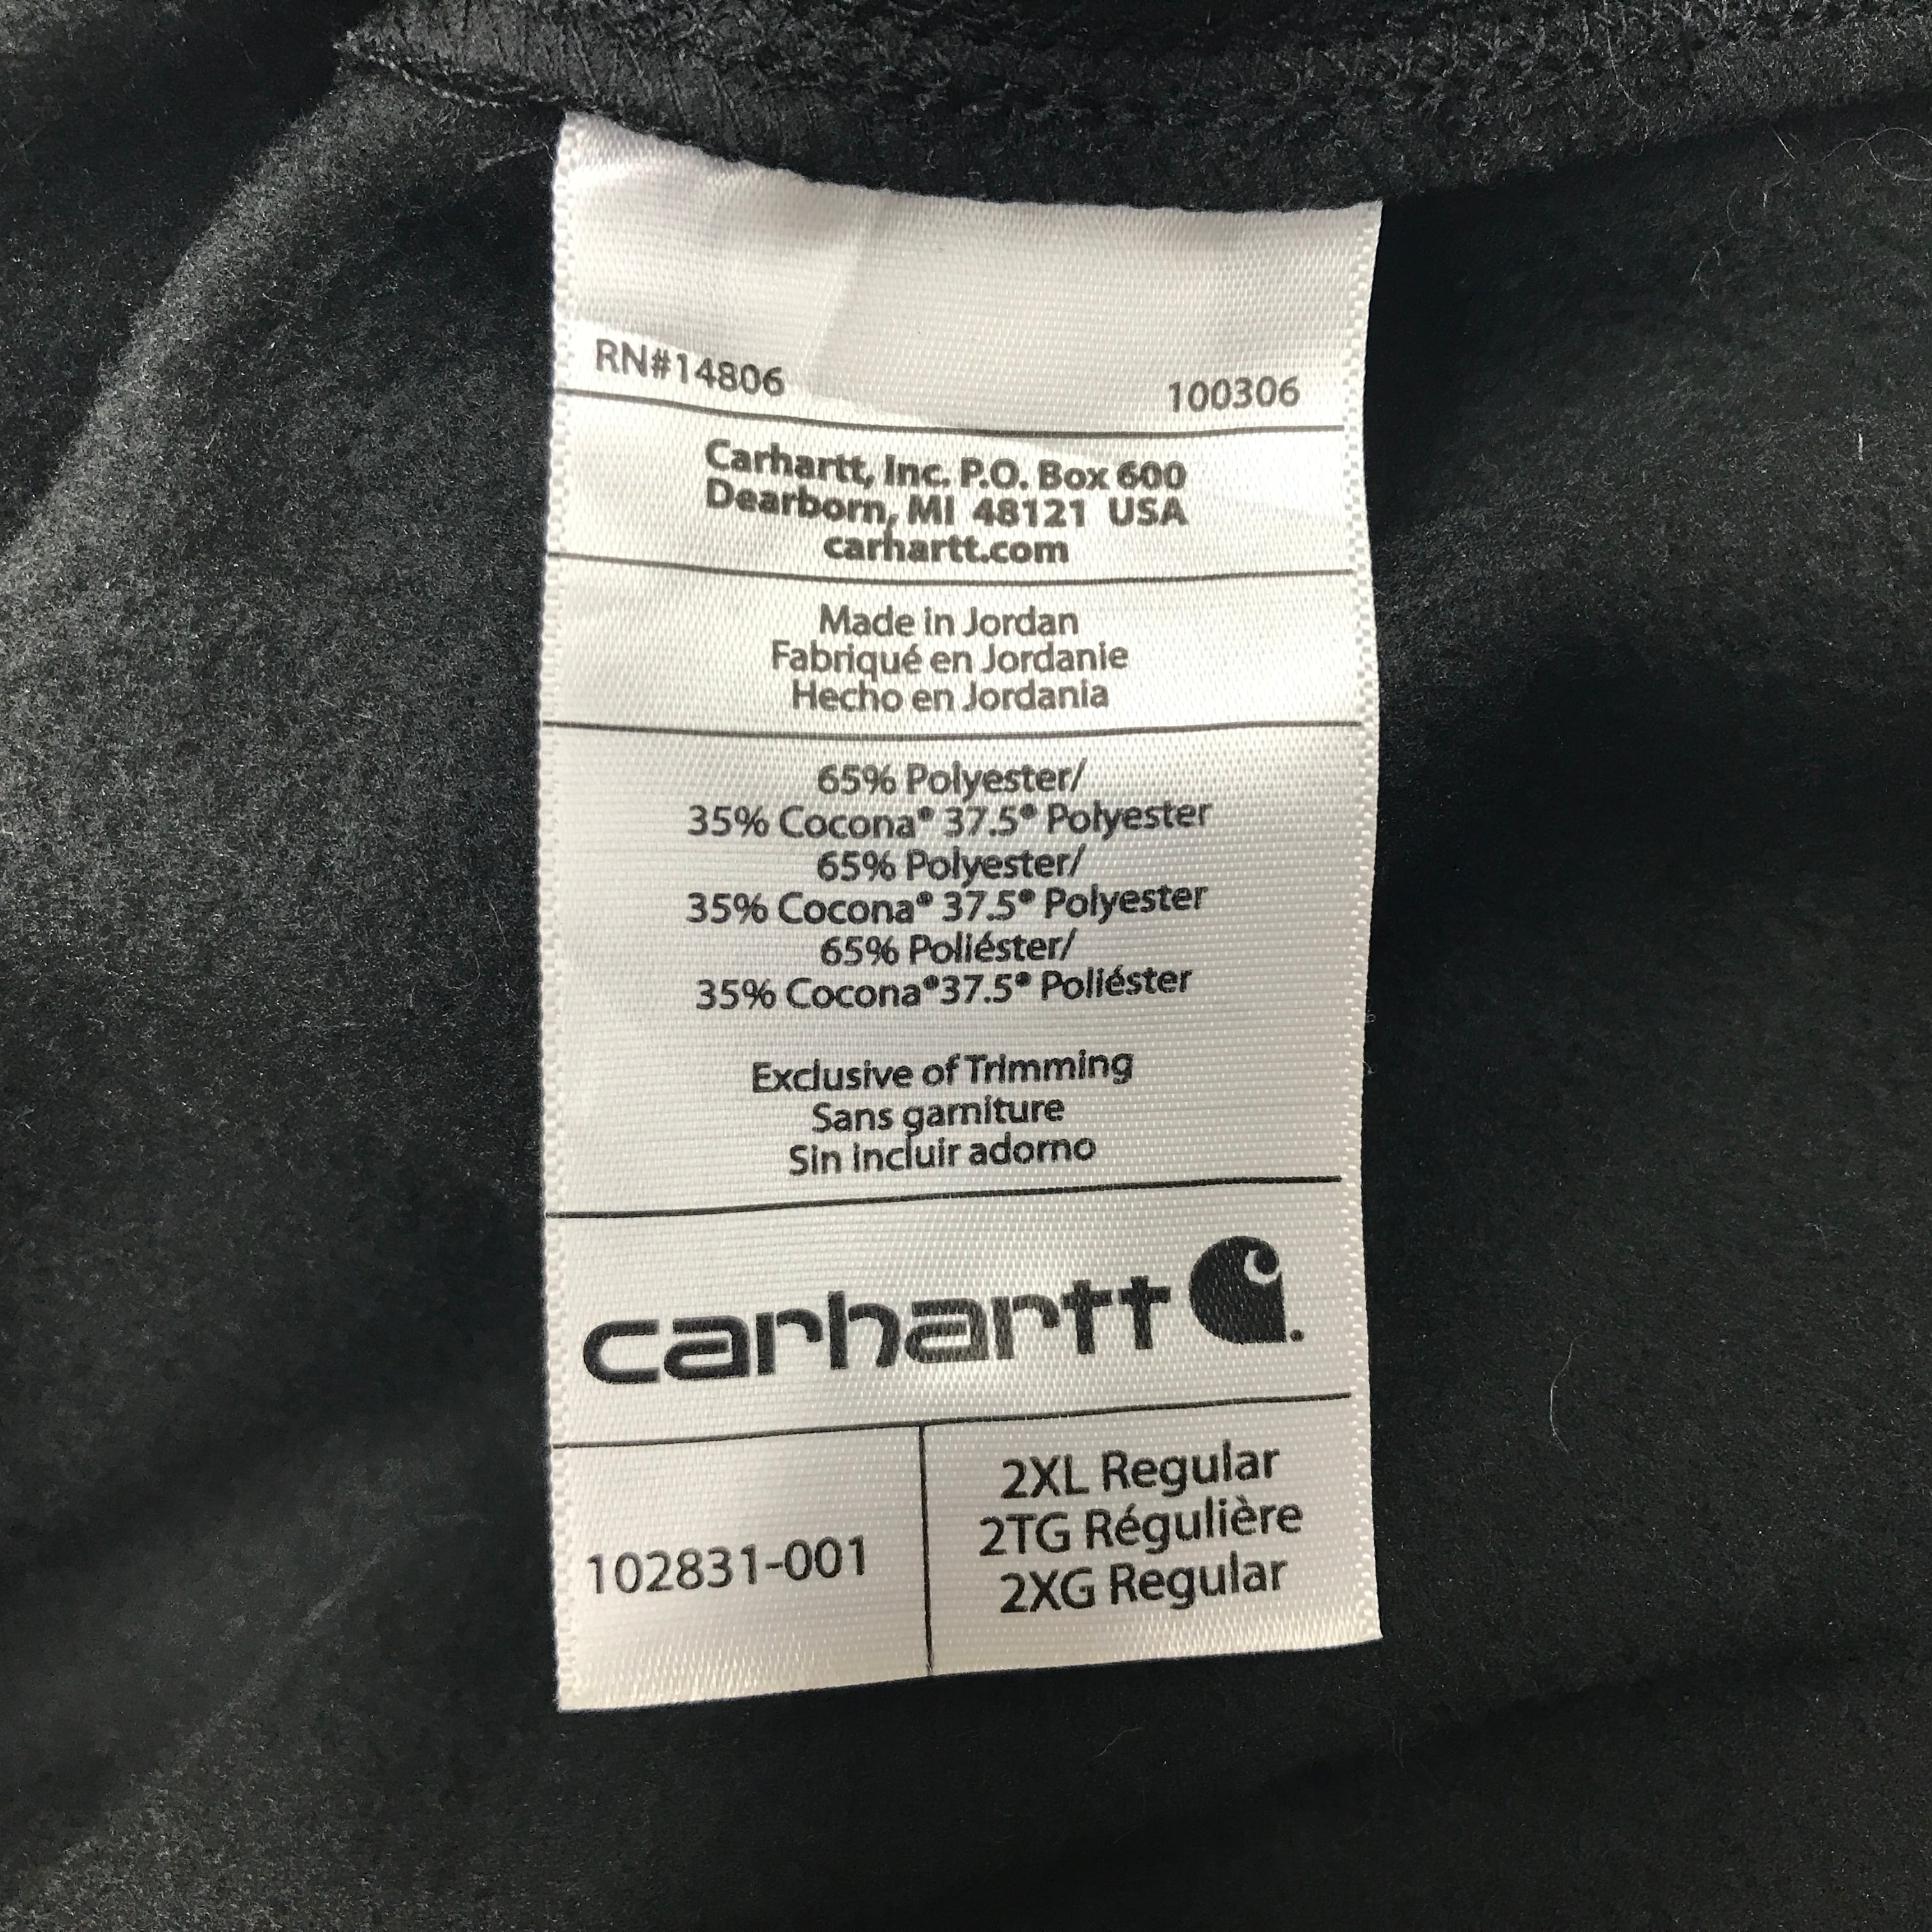 RN#14806 100306
Carhartt, Inc. P.O. Box 600
Dearborn, MI 48121 USA
carhartt.com
Made in Jordan
Fabriqué en Jordanie
Hecho en Jordania
65% Polyester/
35% Cocona® 37.5® Polyester
65% Polyester/
35% Cocona® 37.5® Polyester
65% Poliéster/
35% Cocona®37.5® Poliéster
Exclusive of Trimming
Sans garniture
Sin incluir adorno
carhartt
102831-001
2XL Regular
2TG Régulière
2XG Regular